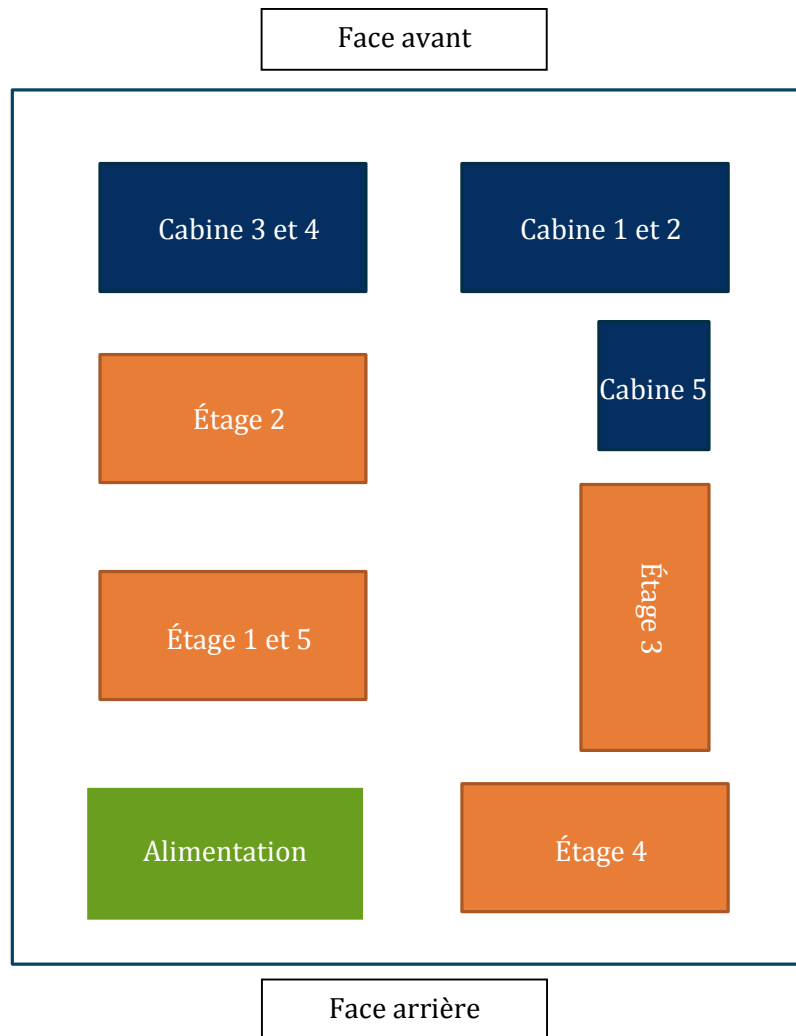 Face avant
Cabine 3 et 4
Cabine 1 et 2
Cabine 5
Étage 2
Étage 3
Étage 1 et 5
Alimentation
Étage 4
Face arrière